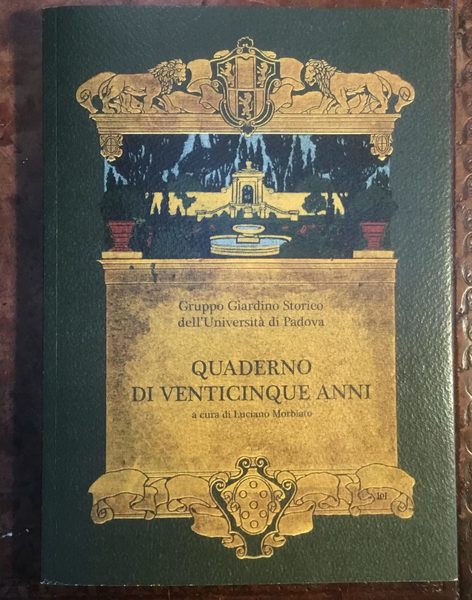 Gruppo Giardino Storico
dell'Università di Padova
QUADERNO
DI VENTICINQUE ANNI
a cura di Luciano Morbiato